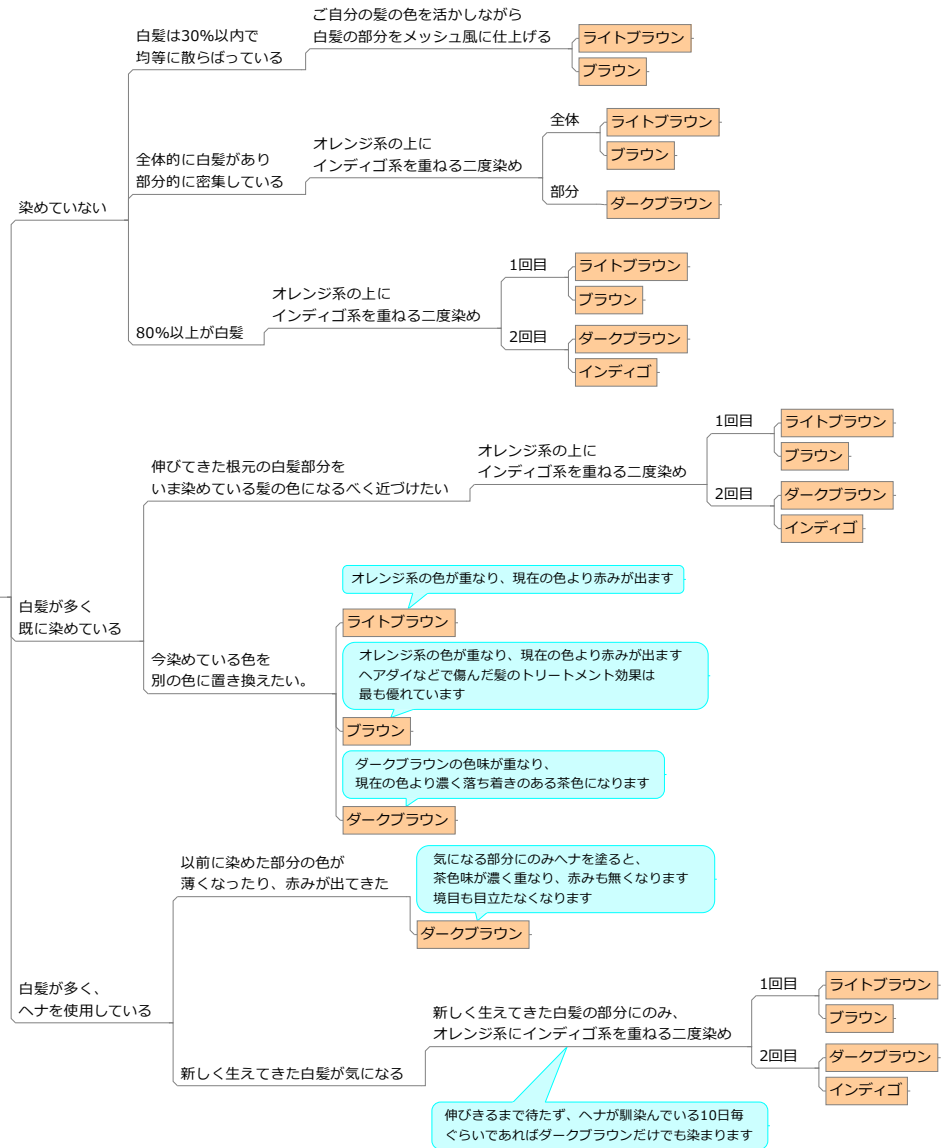 染めていない
白髪は30%以内で
均等に散らばっている
ご自分の髪の色を活かしながら
白髪の部分をメッシュ風に仕上げる
ライトブラウン
ブラウン
全体的に白髪があり
部分的に密集している
オレンジ系の上に
インディゴ系を重ねる二度染め
全体
ライトブラウン
ブラウン
部分
ダークブラウン
80%以上が白髪
オレンジ系の上に
インディゴ系を重ねる二度染め
1回目
ライトブラウン
ブラウン
2回目
ダークブラウン
インディゴ
白髪が多く
既に染めている
伸びてきた根元の白髪部分を
いま染めている髪の色になるべく近づけたい
オレンジ系の上に
インディゴ系を重ねる二度染め
1回目
ライトブラウン
ブラウン
2回目
ダークブラウン
インディゴ
今染めている色を
別の色に置き換えたい。
オレンジ系の色が重なり、現在の色より赤みが出ます
ライトブラウン
オレンジ系の色が重なり、現在の色より赤みが出ます
ヘアダイなどで傷んだ髪のトリートメント効果は
最も優れています
ブラウン
ダークブラウンの色味が重なり、
現在の色より濃く落ち着きのある茶色になります
ダークブラウン
白髪が多く、
ヘナを使用している
以前に染めた部分の色が
薄くなったり、赤みが出てきた
気になる部分にのみヘナを塗ると、
茶色味が濃く重なり、赤みも無くなります
境目も目立たなくなります
ダークブラウン
新しく生えてきた白髪が気になる
新しく生えてきた白髪の部分にのみ、
オレンジ系にインディゴ系を重ねる二度染め
1回目
ライトブラウン
ブラウン
2回目
ダークブラウン
インディゴ
伸びきるまで待たず、ヘナが馴染んでいる10日毎
ぐらいであればダークブラウンだけでも染まります